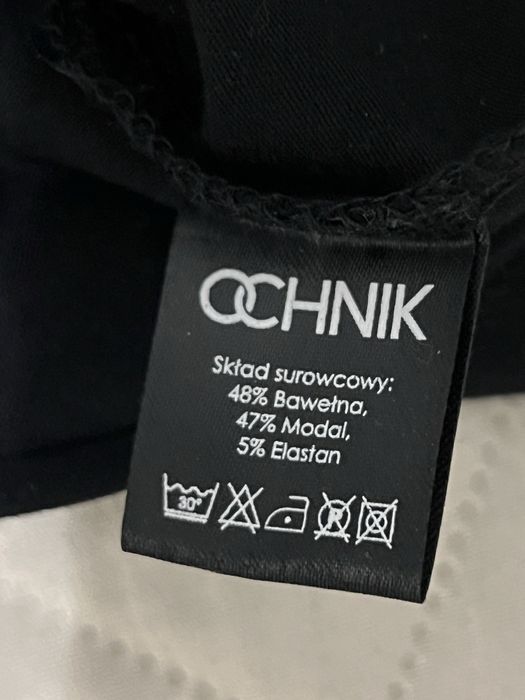 OCHNIK
Skład surowcowy:
48% Bawełna,
47% Modal,
5% Elastan
30° R